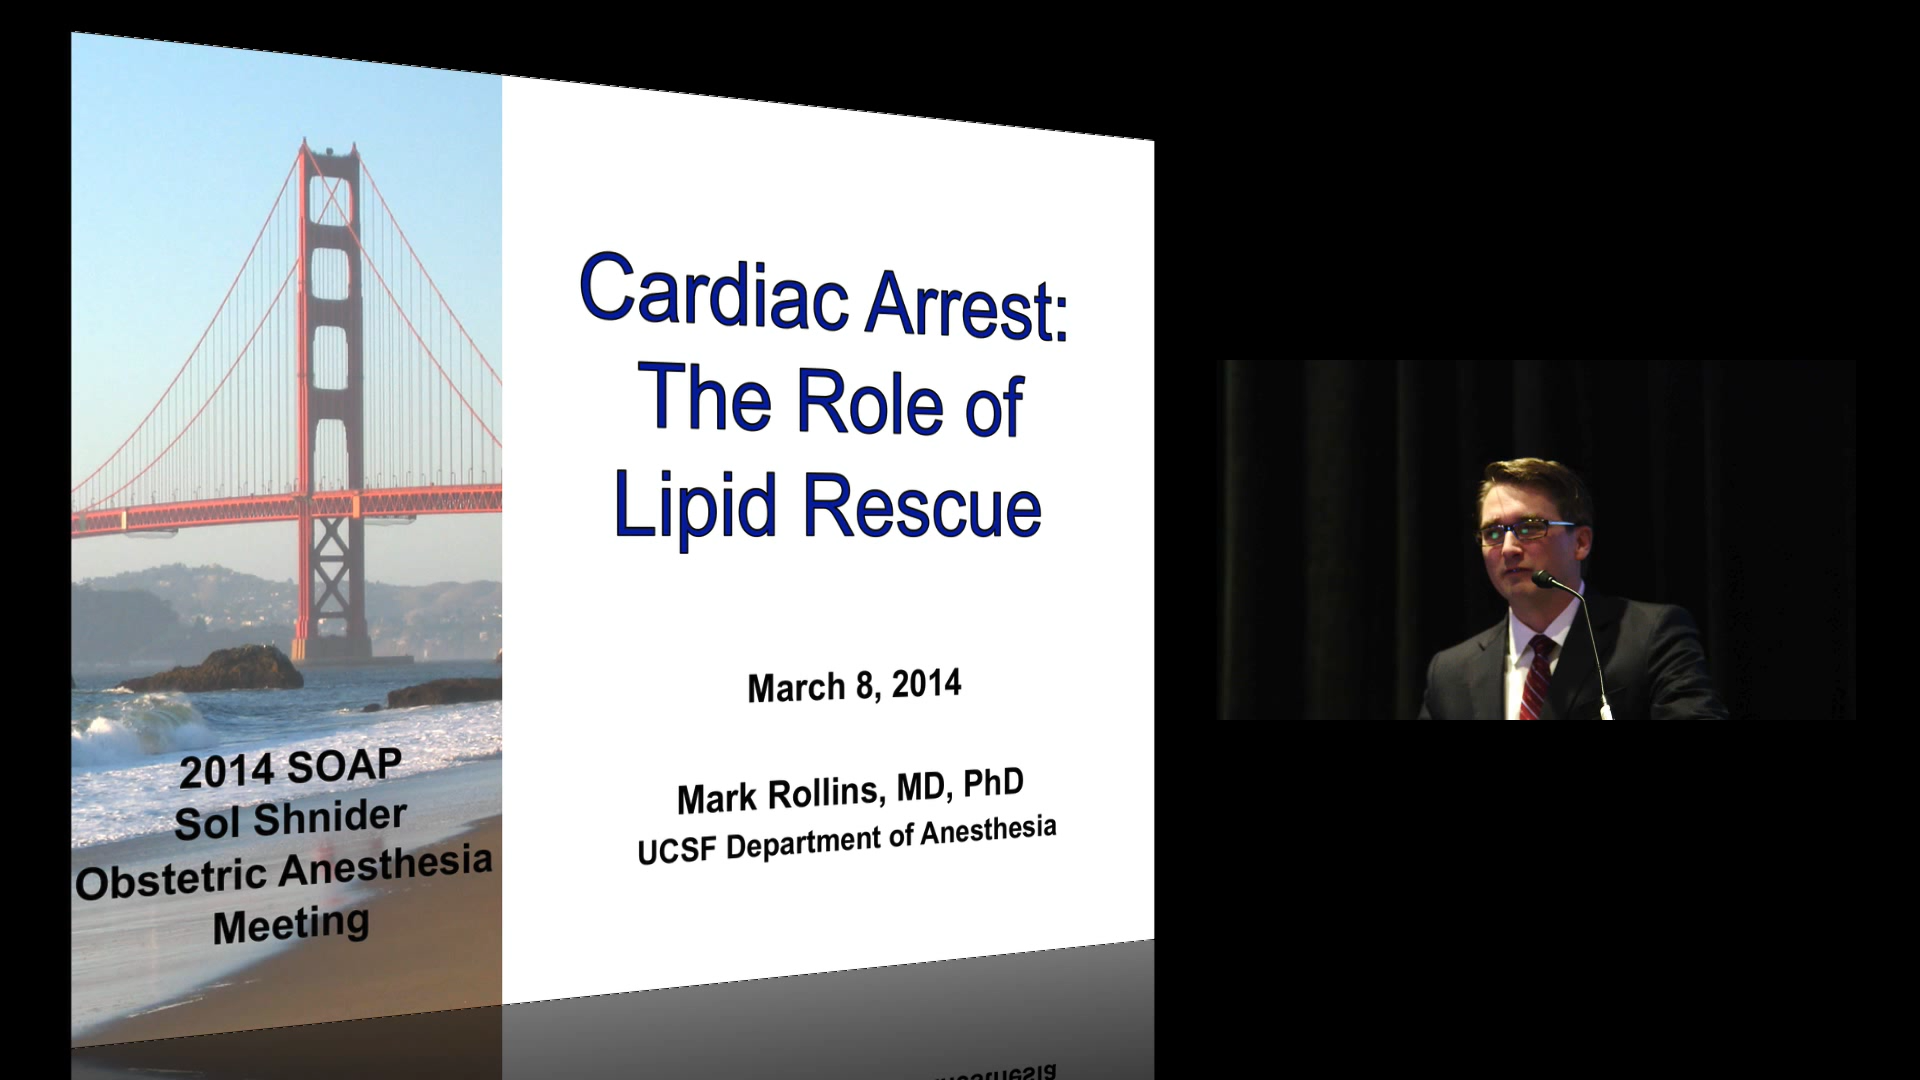 Cardiac Arrest:
The Role of
Lipid Rescue
March 8, 2014
Mark Rollins, MD, PhD
UCSF Department of Anesthesia
2014 SOAP
Sol Shnider
Obstetric Anesthesia
Meeting